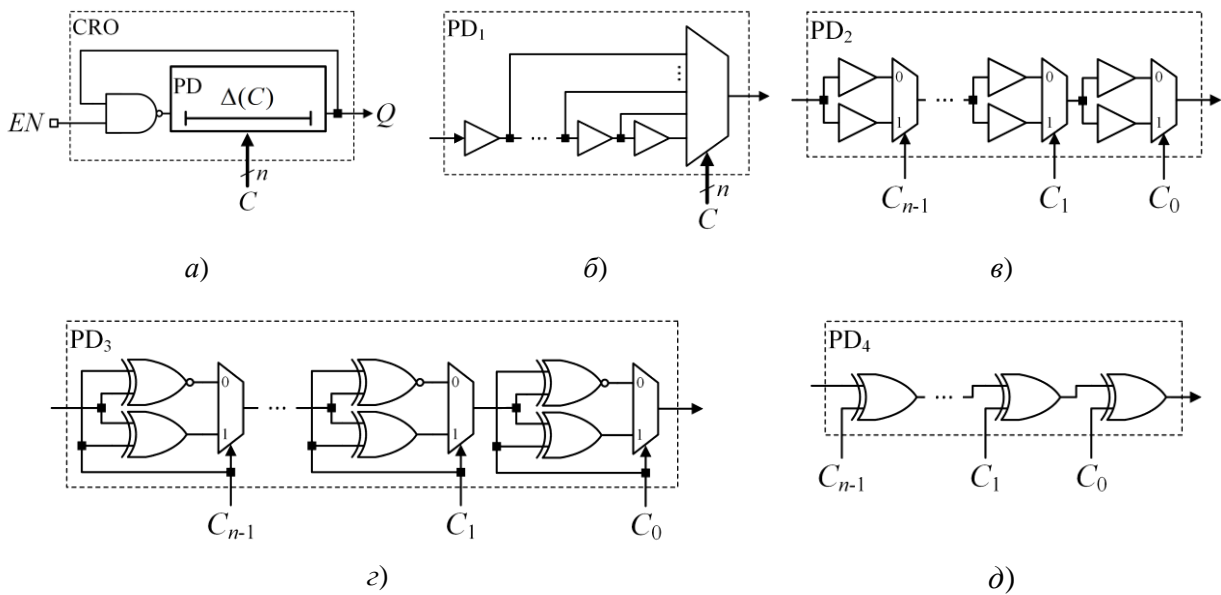 CRO
PD
Δ(C)
EN
Q
n
C
а)
PD₁
⋮
...
n
C
б)
PD₂
0 0 0
...
1 1 1
Cₙ₋₁ C₁ C₀
в)
PD₃
0 0 0
...
1 1 1
Cₙ₋₁ C₁ C₀
г)
PD₄
...
Cₙ₋₁ C₁ C₀
д)